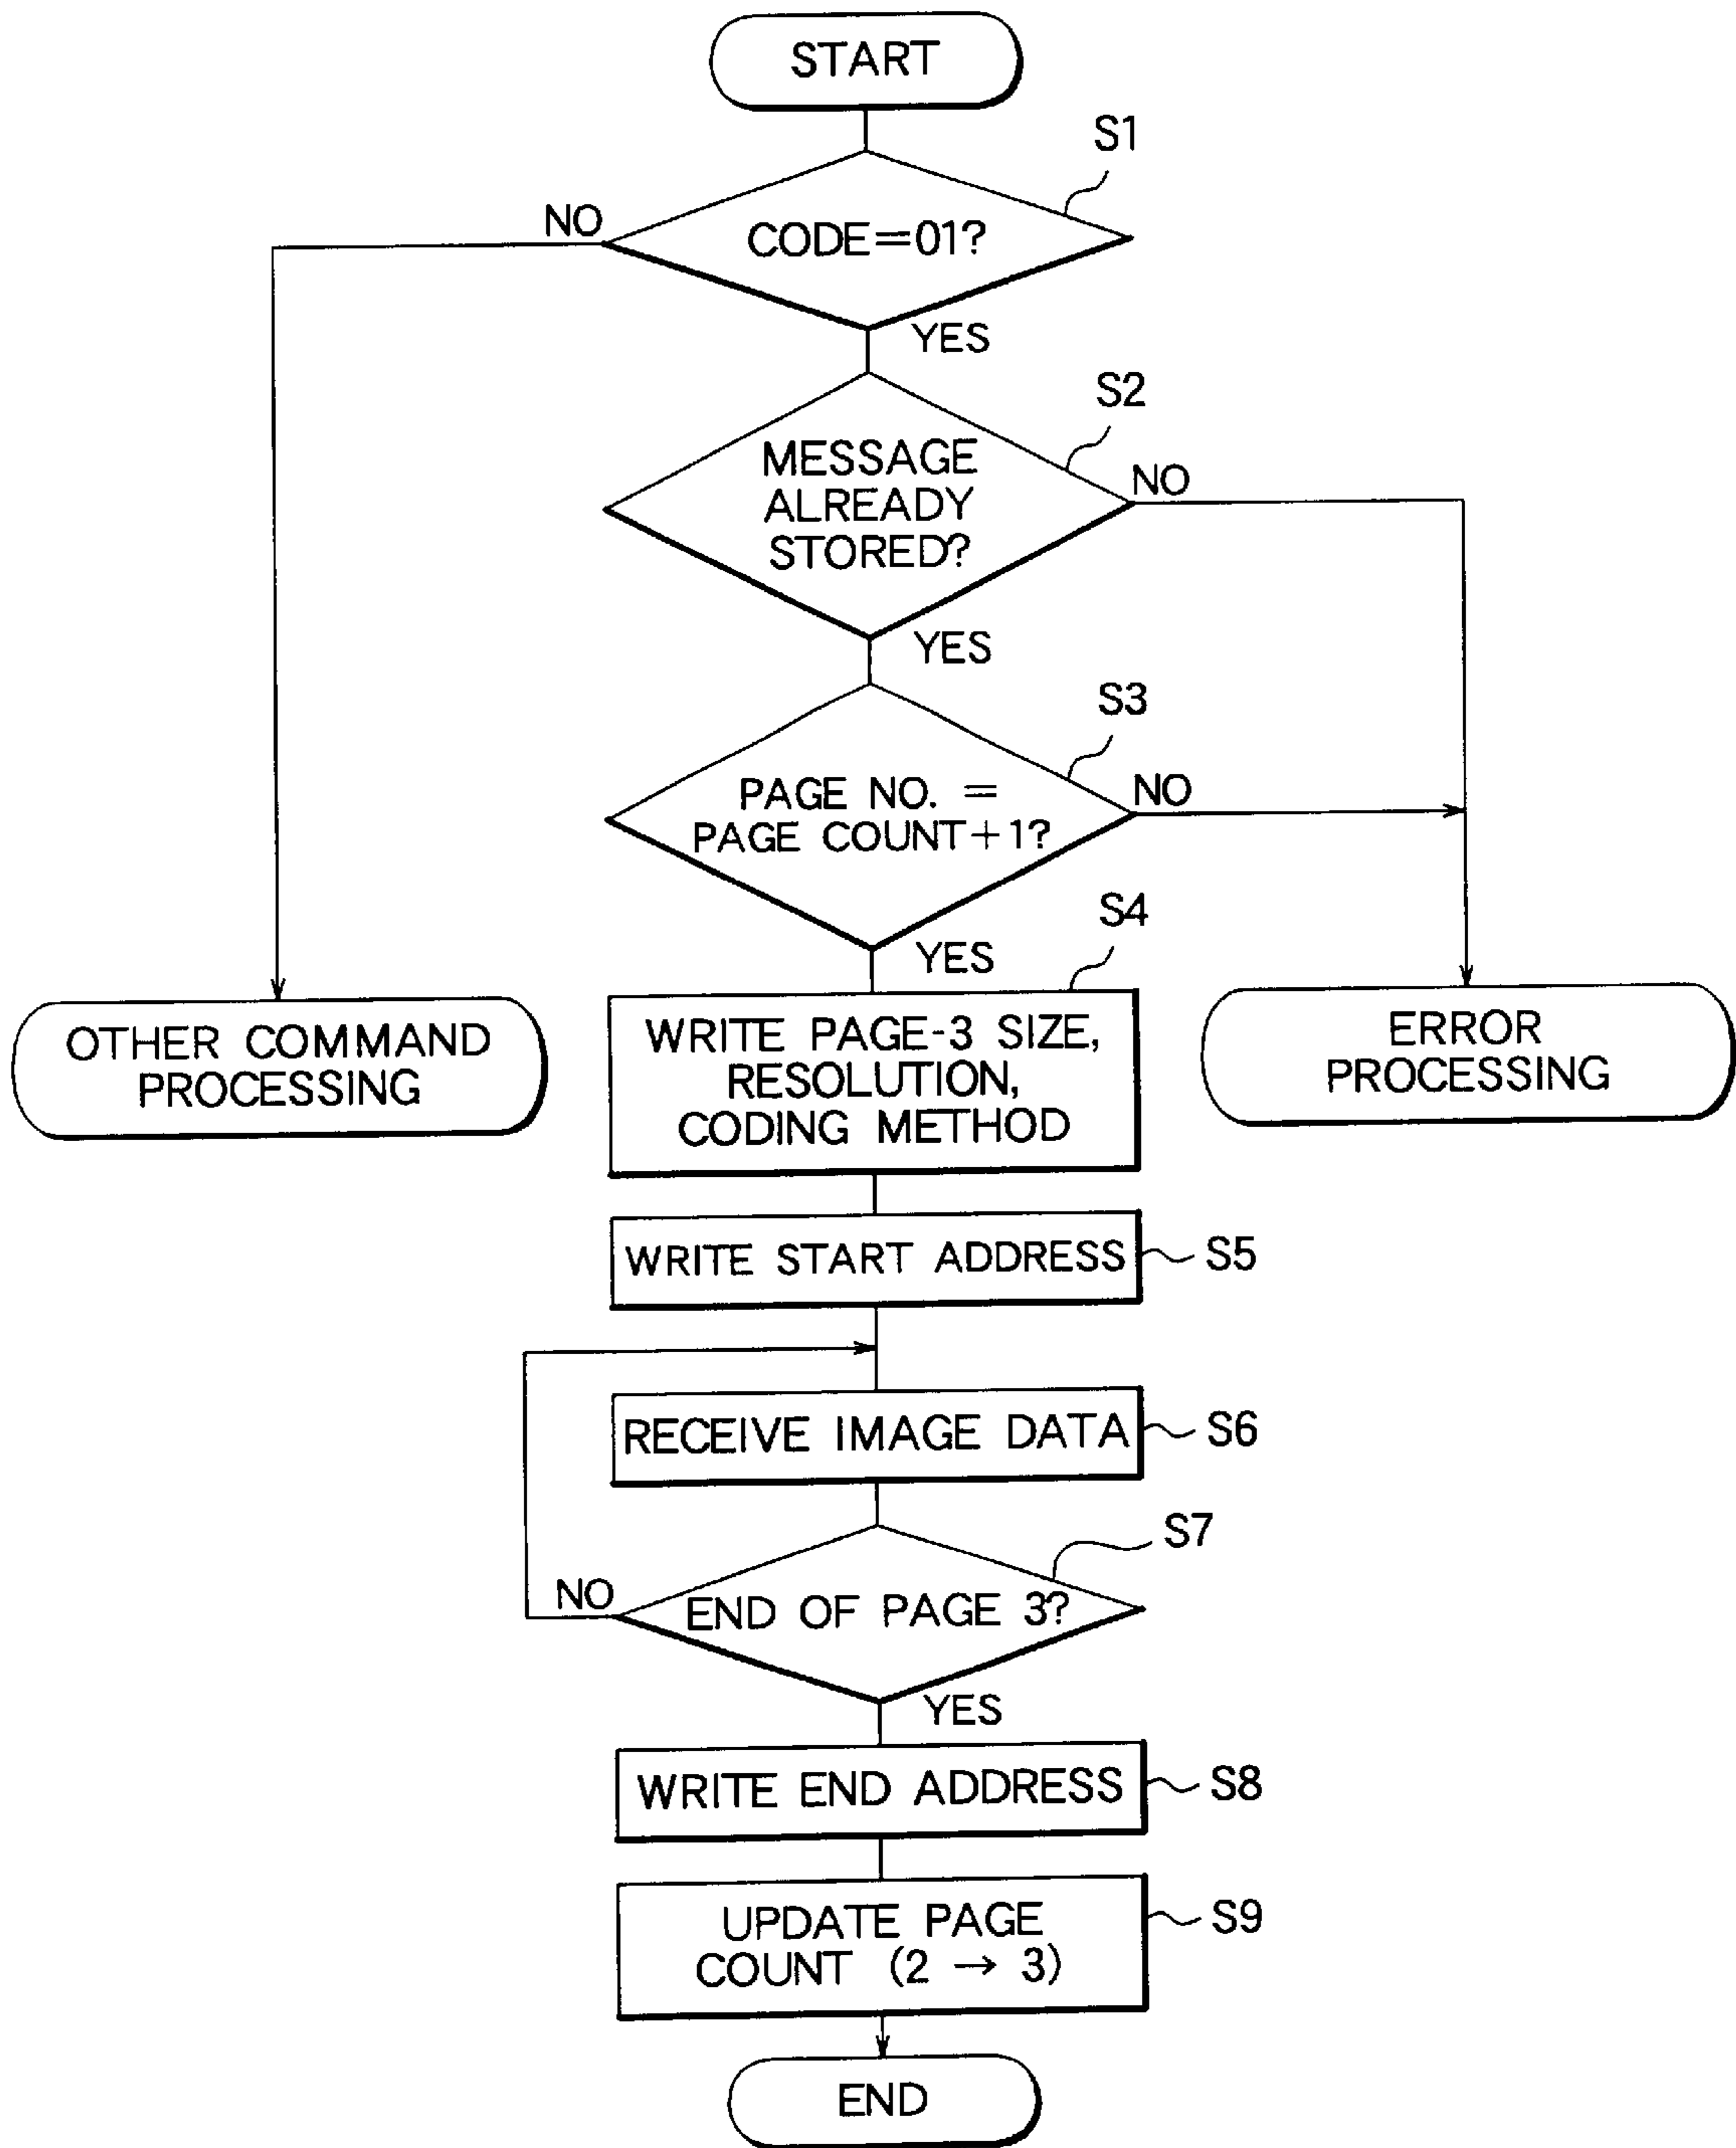 START
S1
NO
CODE=01?
YES
S2
MESSAGE
ALREADY
STORED?
NO
YES
S3
PAGE NO. =
PAGE COUNT+1?
NO
S4
YES
OTHER COMMAND
PROCESSING
WRITE PAGE-3 SIZE,
RESOLUTION,
CODING METHOD
ERROR
PROCESSING
WRITE START ADDRESS
S5
RECEIVE IMAGE DATA
S6
S7
NO
END OF PAGE 3?
YES
WRITE END ADDRESS
S8
UPDATE PAGE
COUNT (2 → 3)
S9
END